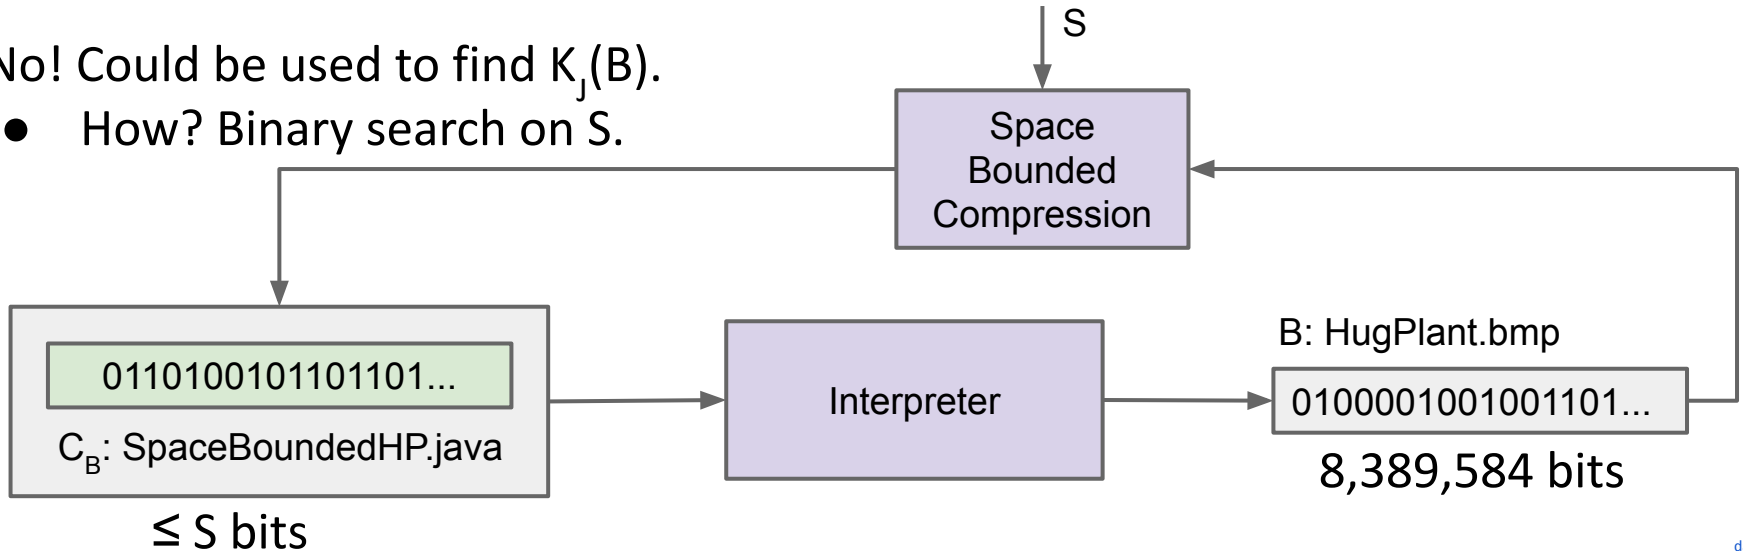 No! Could be used to find K_J(B).
● How? Binary search on S.
S
Space
Bounded
Compression
0110100101101101...
C_B: SpaceBoundedHP.java
≤ S bits
Interpreter
B: HugPlant.bmp
0100001001001101...
8,389,584 bits
d